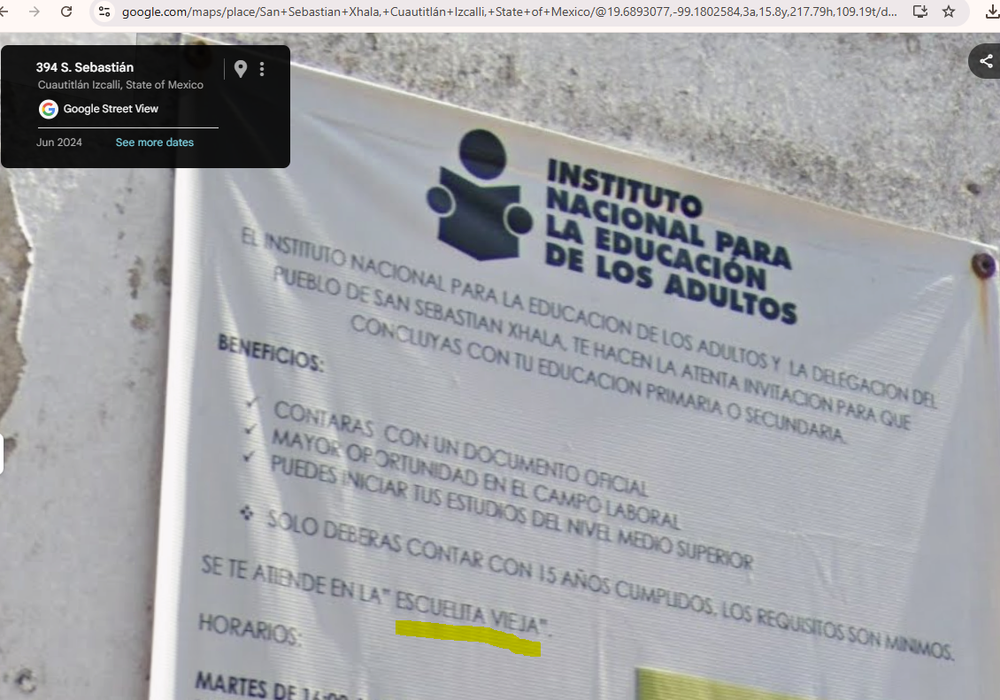 google.com/maps/place/San+Sebastian+Xhala,+Cuautitlán+Izcalli,+State+of+Mexico/@19.6893077,-99.1802584,3a,15.8y,217.79h,109.19t/d...
394 S. Sebastián
Cuautitlán Izcalli, State of Mexico
Google Street View
Jun 2024
See more dates
INSTITUTO
NACIONAL PARA
LA EDUCACIÓN
DE LOS ADULTOS
EL INSTITUTO NACIONAL PARA LA EDUCACION DE LOS ADULTOS Y LA DELEGACION DEL
PUEBLO DE SAN SEBASTIAN XHALA, TE HACEN LA ATENTA INVITACION PARA QUE
CONCLUYAS CON TU EDUCACION PRIMARIA O SECUNDARIA.
BENEFICIOS:
✓ CONTARAS CON UN DOCUMENTO OFICIAL
✓ MAYOR OPORTUNIDAD EN EL CAMPO LABORAL
✓ PUEDES INICIAR TUS ESTUDIOS DEL NIVEL MEDIO SUPERIOR
❖ SOLO DEBERAS CONTAR CON 15 AÑOS CUMPLIDOS, LOS REQUISITOS SON MINIMOS.
SE TE ATIENDE EN LA" ESCUELITA VIEJA".
HORARIOS:
MARTES DE 16:00